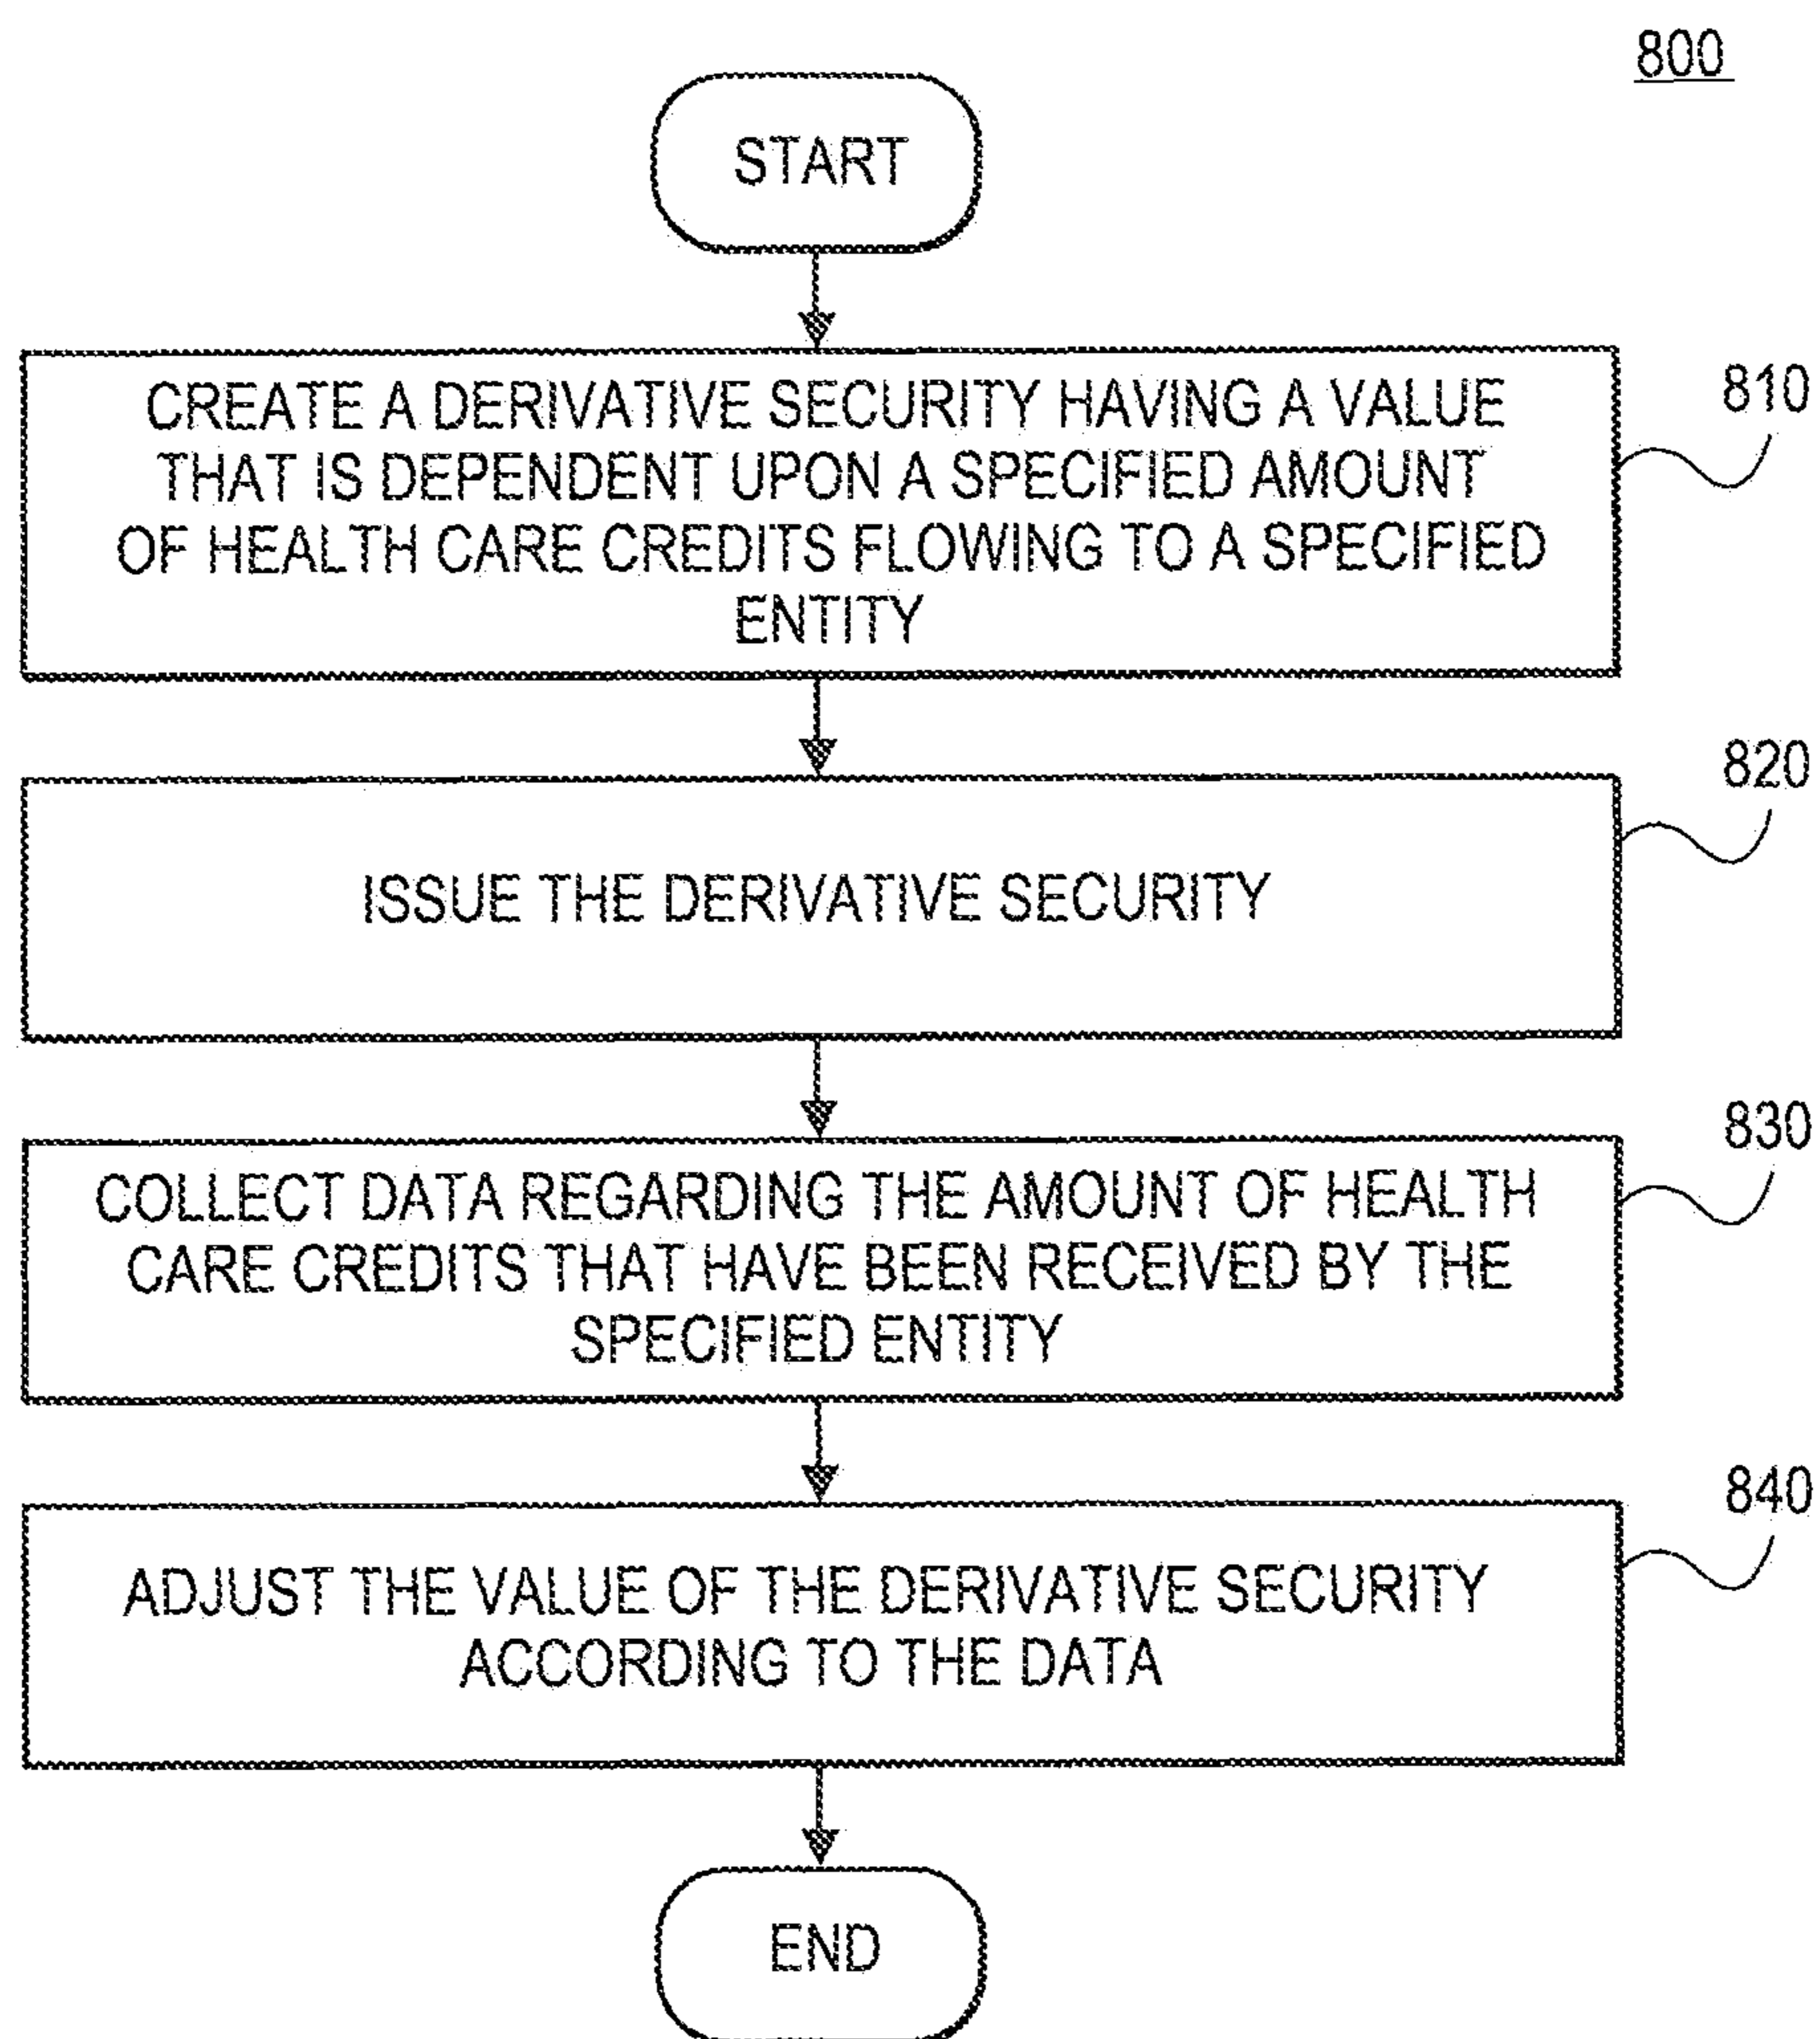 800
START
CREATE A DERIVATIVE SECURITY HAVING A VALUE
THAT IS DEPENDENT UPON A SPECIFIED AMOUNT
OF HEALTH CARE CREDITS FLOWING TO A SPECIFIED
ENTITY
810
ISSUE THE DERIVATIVE SECURITY
820
COLLECT DATA REGARDING THE AMOUNT OF HEALTH
CARE CREDITS THAT HAVE BEEN RECEIVED BY THE
SPECIFIED ENTITY
830
ADJUST THE VALUE OF THE DERIVATIVE SECURITY
ACCORDING TO THE DATA
840
END